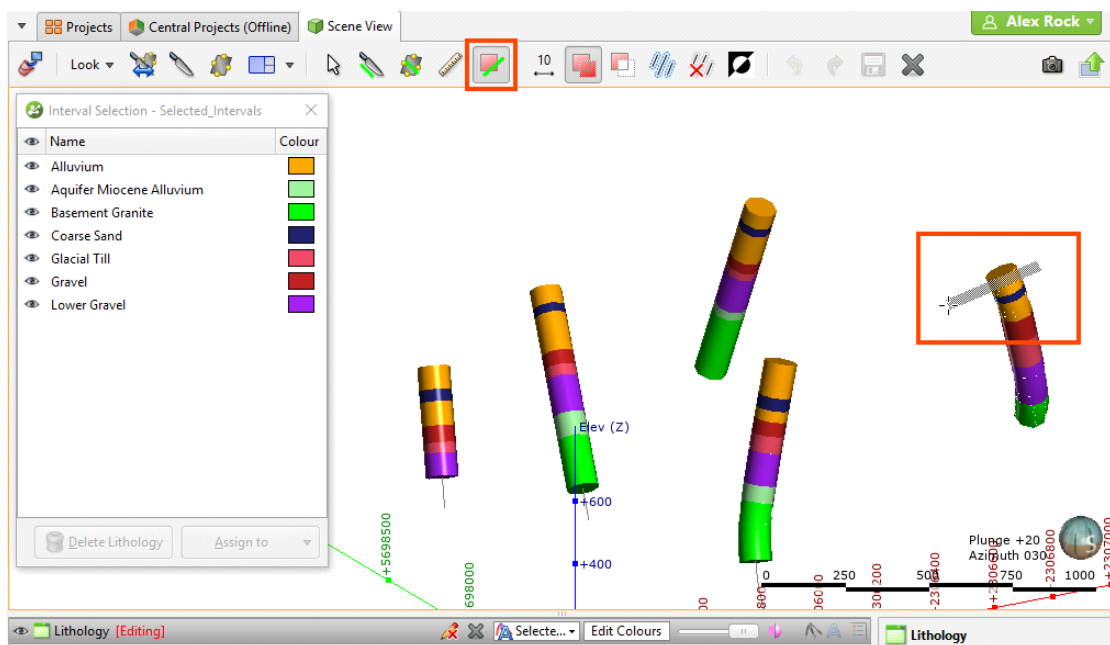 Projects
Central Projects (Offline)
Scene View
Alex Rock
Look
10
Interval Selection - Selected_Intervals
Name
Colour
Alluvium
Aquifer Miocene Alluvium
Basement Granite
Coarse Sand
Glacial Till
Gravel
Lower Gravel
Delete Lithology
Assign to
Elev (Z)
+600
+400
+5698500
698000
Plunge +20
Azimuth 030
0
250
500
750
1000
Lithology [Editing]
Selecte...
Edit Colours
Lithology